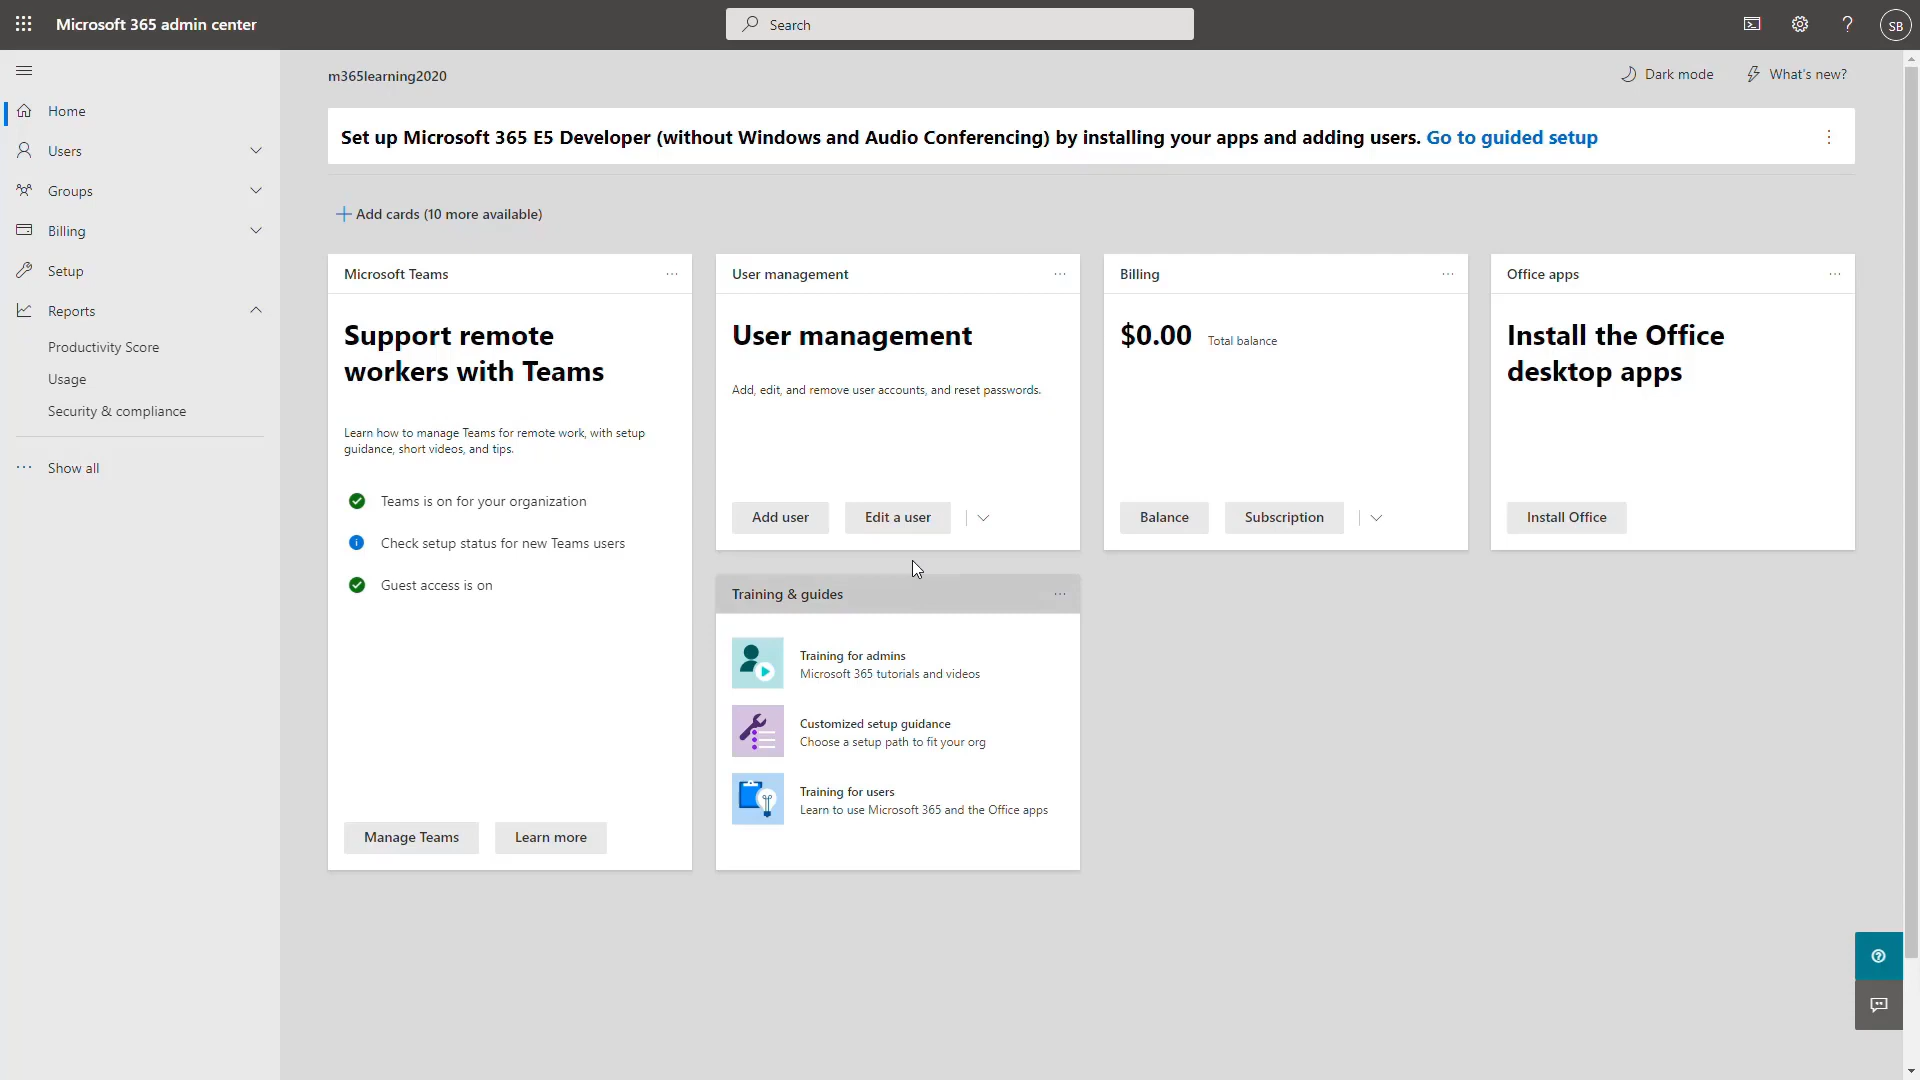 Microsoft 365 admin center
Search
SB
m365learning2020
Dark mode
What's new?
Home
Users
Groups
Billing
Setup
Reports
Productivity Score
Usage
Security & compliance
Show all
Set up Microsoft 365 E5 Developer (without Windows and Audio Conferencing) by installing your apps and adding users. Go to guided setup
Add cards (10 more available)
Microsoft Teams
Support remote
workers with Teams
Learn how to manage Teams for remote work, with setup
guidance, short videos, and tips.
Teams is on for your organization
Check setup status for new Teams users
Guest access is on
Manage Teams
Learn more
User management
User management
Add, edit, and remove user accounts, and reset passwords.
Add user
Edit a user
Training & guides
Training for admins
Microsoft 365 tutorials and videos
Customized setup guidance
Choose a setup path to fit your org
Training for users
Learn to use Microsoft 365 and the Office apps
Billing
$0.00 Total balance
Balance
Subscription
Office apps
Install the Office
desktop apps
Install Office